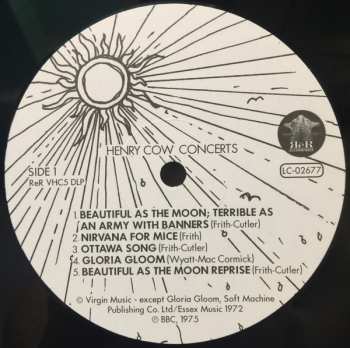 HENRY COW CONCERTS
SIDE 1
ReR VHC5 DLP
ReR
LC-02677
1. BEAUTIFUL AS THE MOON; TERRIBLE AS
AN ARMY WITH BANNERS (Frith-Cutler)
2. NIRVANA FOR MICE (Frith)
3. OTTAWA SONG (Frith-Cutler)
4. GLORIA GLOOM (Wyatt-Mac Cormick)
5. BEAUTIFUL AS THE MOON REPRISE (Frith-Cutler)
© Virgin Music - except Gloria Gloom, Soft Machine
Publishing Co. Ltd/Essex Music 1972
℗ BBC, 1975